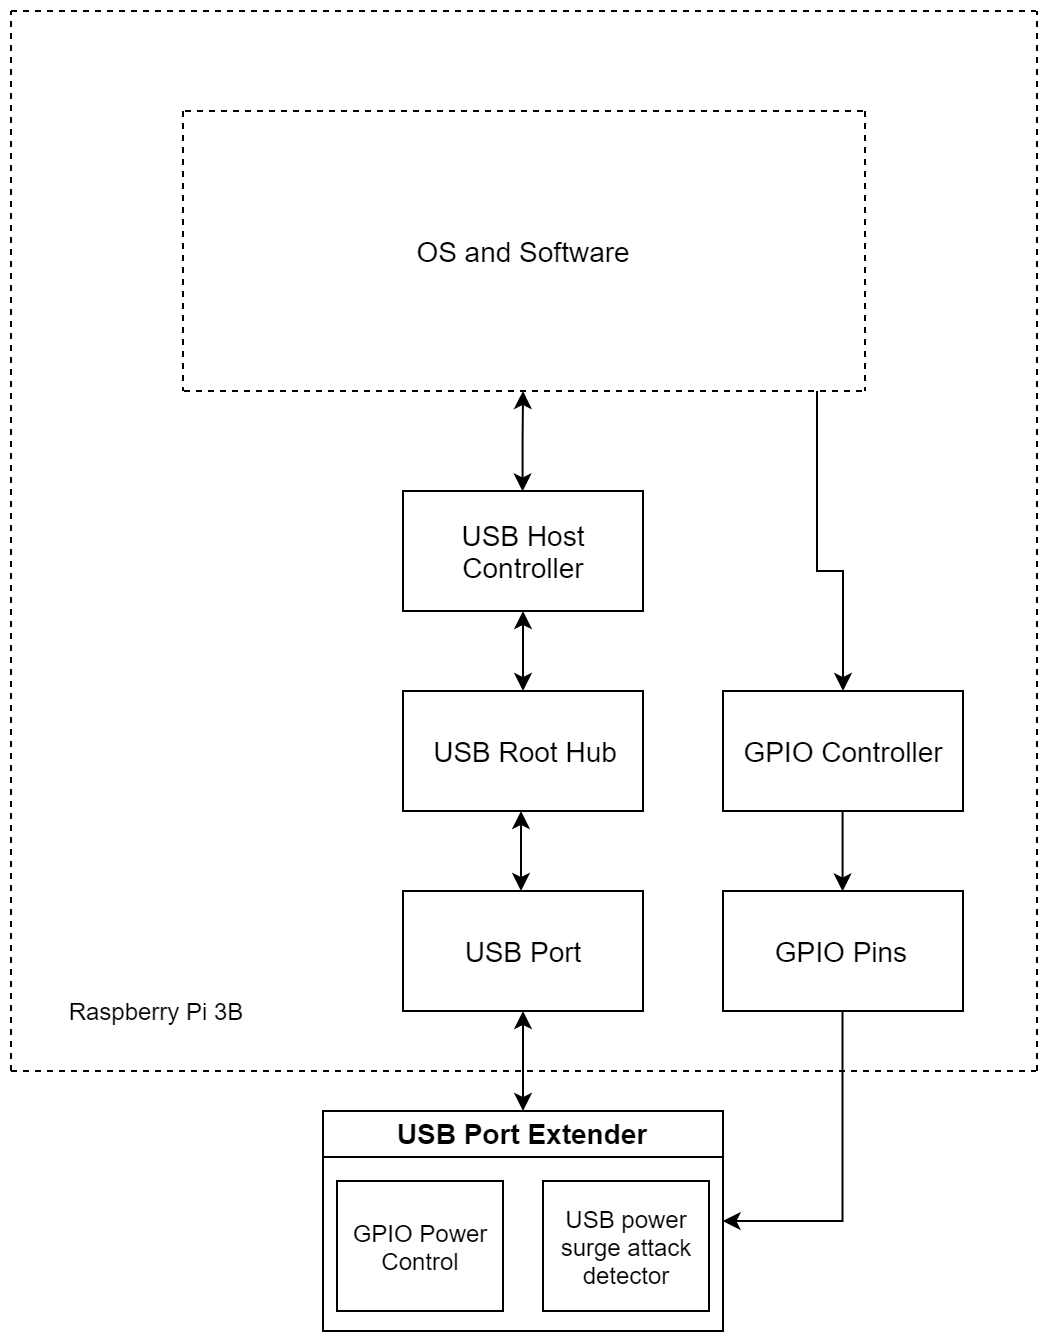 OS and Software
USB Host
Controller
USB Root Hub
GPIO Controller
USB Port
GPIO Pins
Raspberry Pi 3B
USB Port Extender
GPIO Power
Control
USB power
surge attack
detector